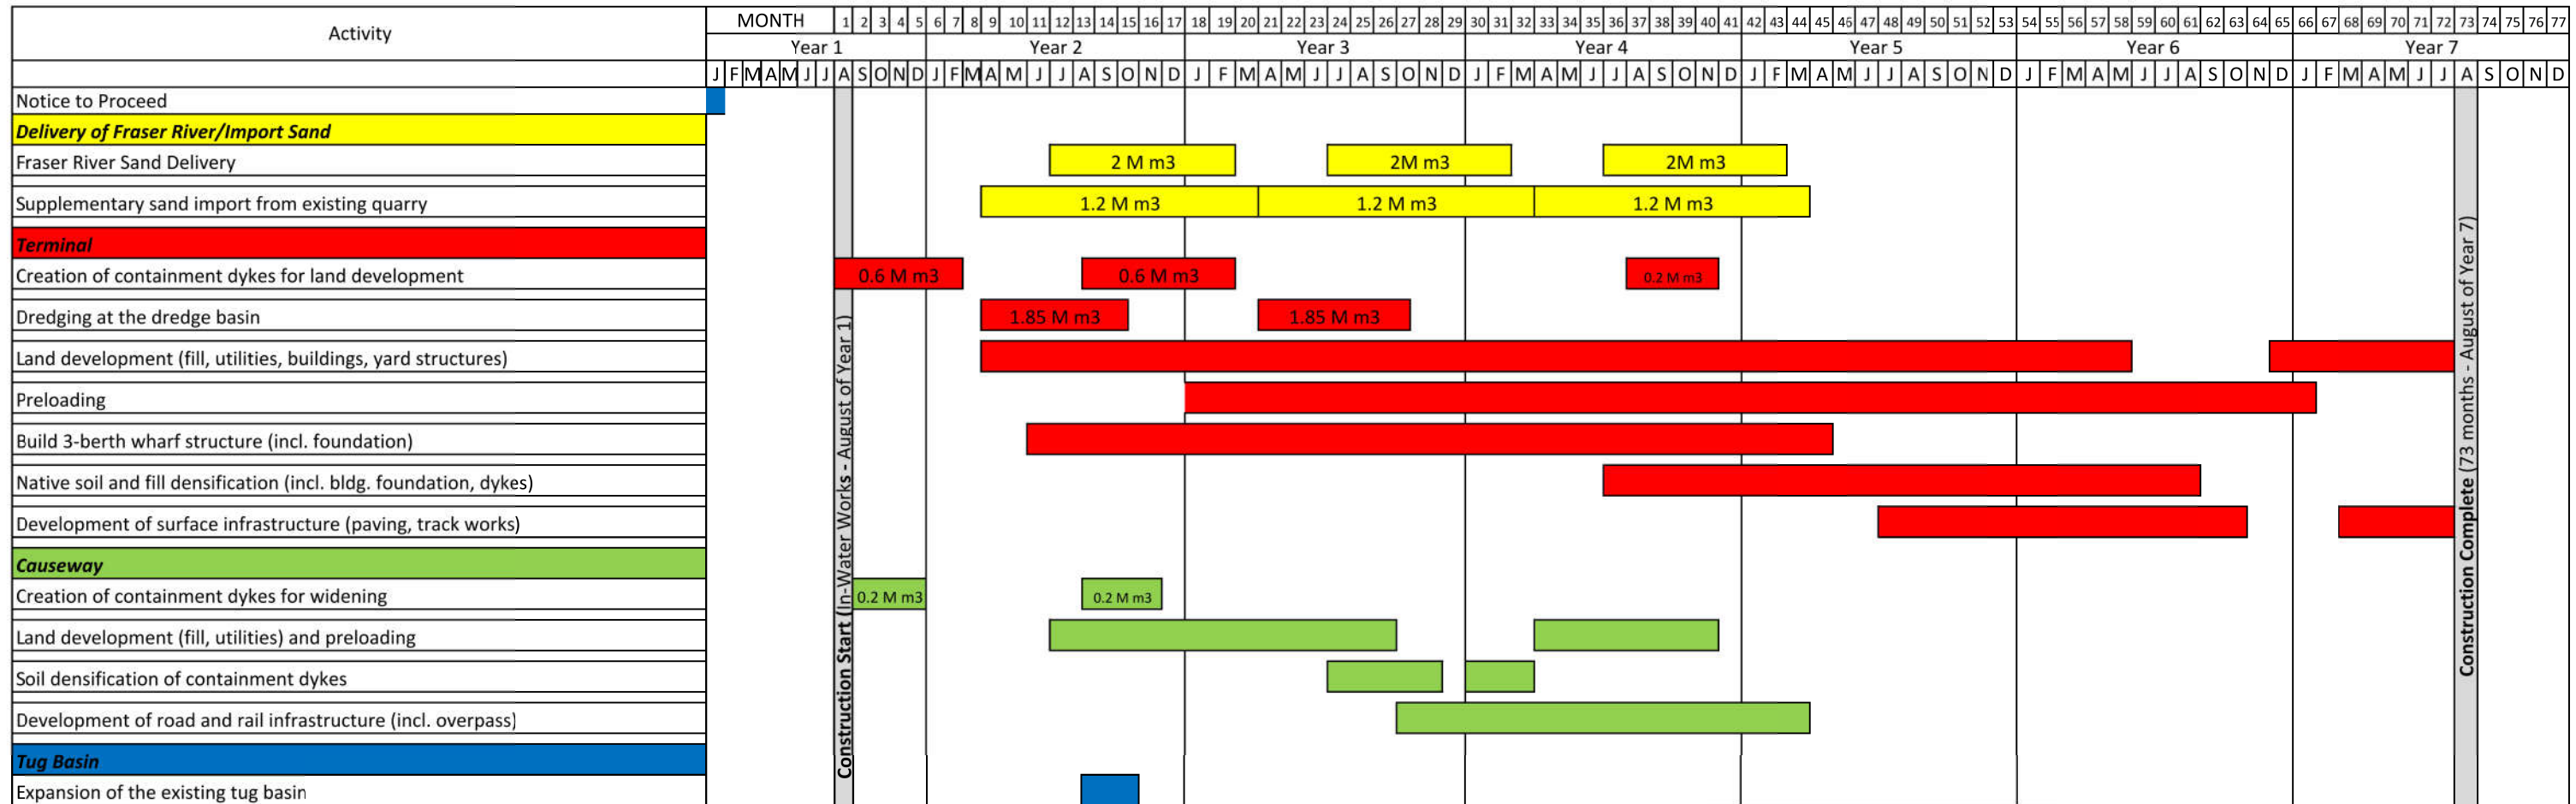 Activity
MONTH 1 2 3 4 5 6 7 8 9 10 11 12 13 14 15 16 17 18 19 20 21 22 23 24 25 26 27 28 29 30 31 32 33 34 35 36 37 38 39 40 41 42 43 44 45 46 47 48 49 50 51 52 53 54 55 56 57 58 59 60 61 62 63 64 65 66 67 68 69 70 71 72 73 74 75 76 77
Year 1 Year 2 Year 3 Year 4 Year 5 Year 6 Year 7
J F M A M J J A S O N D J F M A M J J A S O N D J F M A M J J A S O N D J F M A M J J A S O N D J F M A M J J A S O N D J F M A M J J A S O N D J F M A M J J A S O N D
Notice to Proceed
Delivery of Fraser River/Import Sand
Fraser River Sand Delivery 2 M m3 2M m3 2M m3
Supplementary sand import from existing quarry 1.2 M m3 1.2 M m3 1.2 M m3
Terminal
Creation of containment dykes for land development 0.6 M m3 0.6 M m3 0.2 M m3
Dredging at the dredge basin 1.85 M m3 1.85 M m3
Land development (fill, utilities, buildings, yard structures)
Preloading
Build 3-berth wharf structure (incl. foundation)
Native soil and fill densification (incl. bldg. foundation, dykes)
Development of surface infrastructure (paving, track works)
Causeway
Creation of containment dykes for widening 0.2 M m3 0.2 M m3
Land development (fill, utilities) and preloading
Soil densification of containment dykes
Development of road and rail infrastructure (incl. overpass)
Tug Basin
Expansion of the existing tug basin
Construction Start (In-Water Works - August of Year 1)
Construction Complete (73 months - August of Year 7)